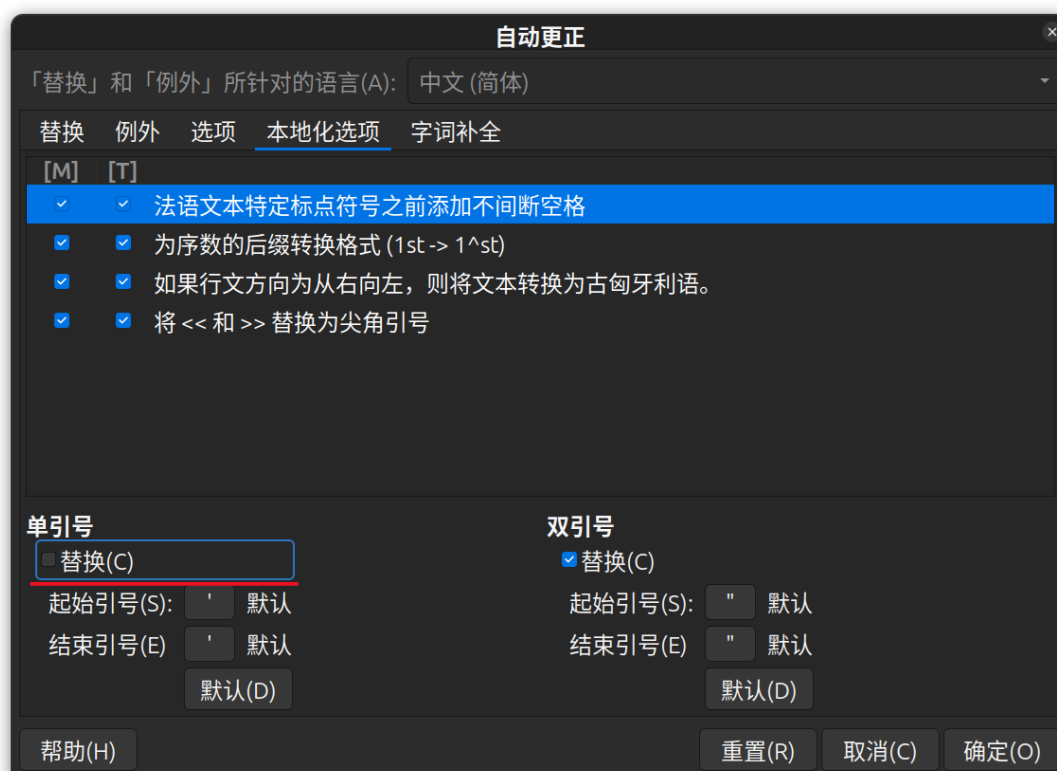 自动更正
「替换」和「例外」所针对的语言(A): 中文 (简体)
替换 例外 选项 本地化选项 字词补全
[M] [T]
法语文本特定标点符号之前添加不间断空格
为序数的后缀转换格式 (1st -> 1^st)
如果行文方向为从右向左，则将文本转换为古匈牙利语。
将 << 和 >> 替换为尖角引号
单引号 双引号
替换(C) 替换(C)
起始引号(S): ' 默认 起始引号(S): " 默认
结束引号(E) ' 默认 结束引号(E) " 默认
默认(D) 默认(D)
帮助(H) 重置(R) 取消(C) 确定(O)